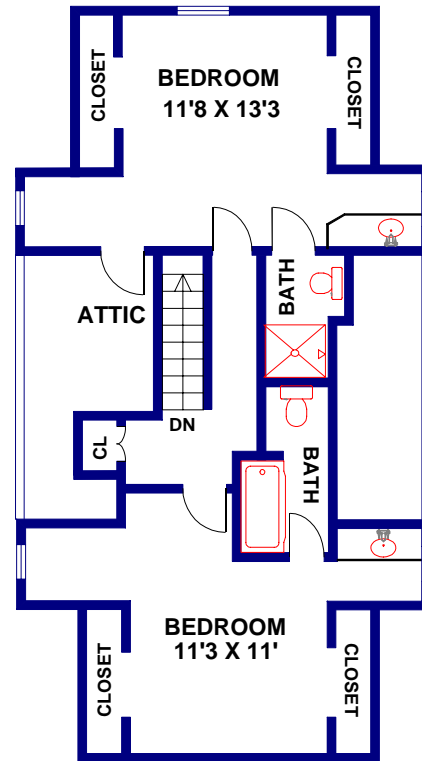 BEDROOM
11'8 X 13'3
CLOSET
CLOSET
BATH
ATTIC
DN
CL
BATH
BEDROOM
11'3 X 11'
CLOSET
CLOSET